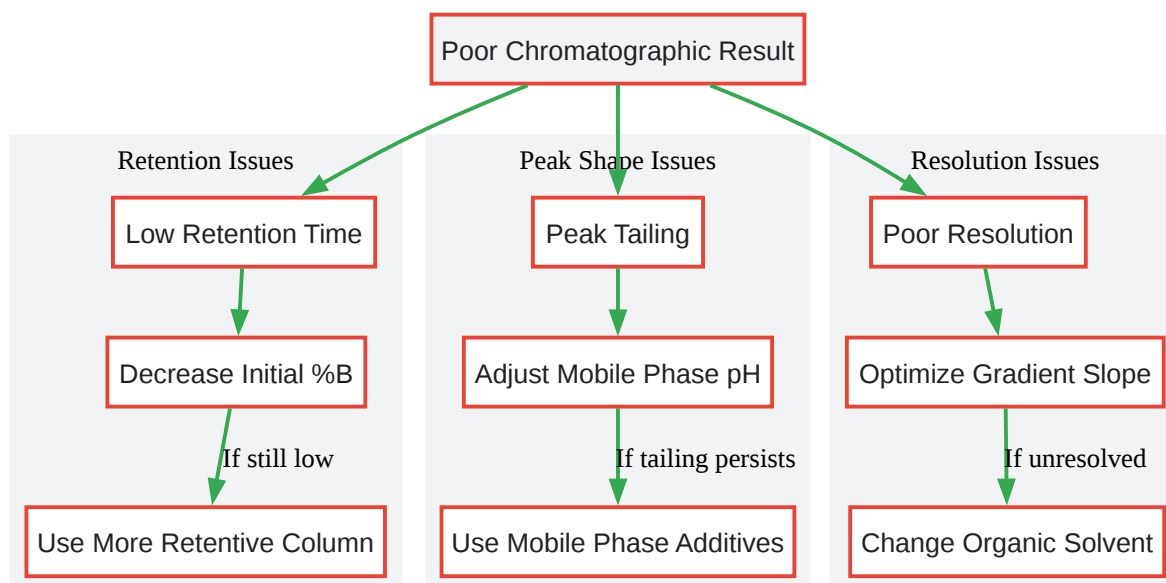 Poor Chromatographic Result
Retention Issues
Peak Shape Issues
Resolution Issues
Low Retention Time
Peak Tailing
Poor Resolution
Decrease Initial %B
Adjust Mobile Phase pH
Optimize Gradient Slope
If still low
If tailing persists
If unresolved
Use More Retentive Column
Use Mobile Phase Additives
Change Organic Solvent